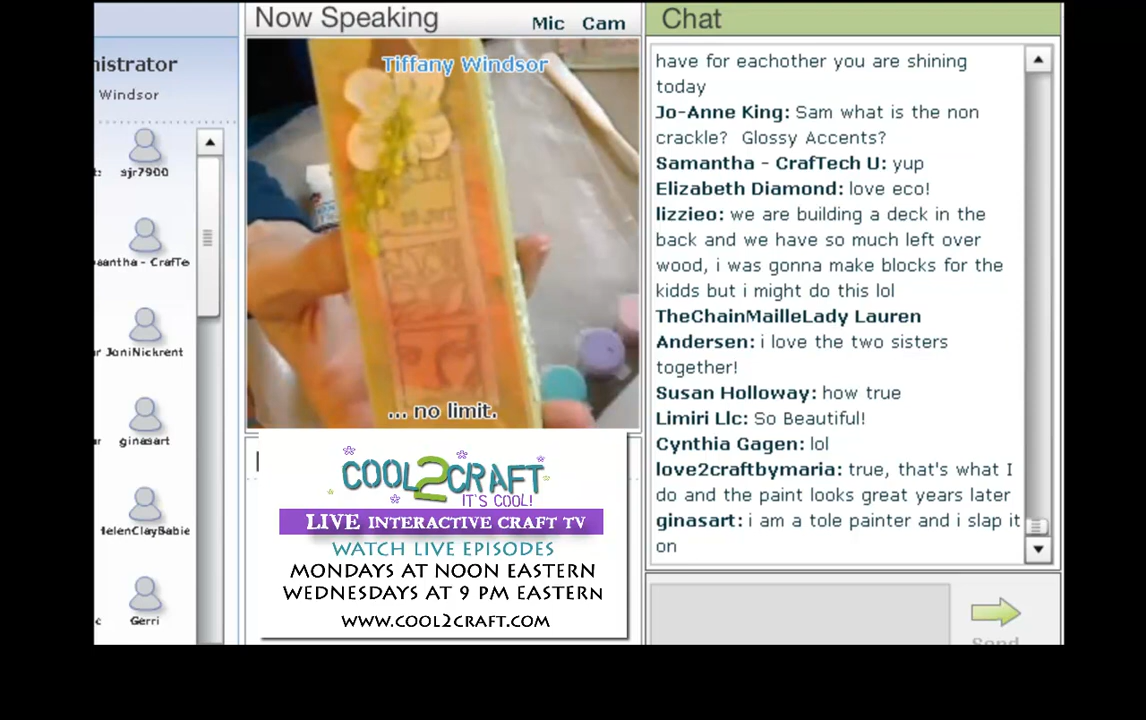 nistrator
Windsor
sjr7900
santha - CrafTe
JoniNickrent
ginasart
HelenClayBabie
Gerri
Now Speaking
Mic Cam
Tiffany Windsor
... no limit.
COOL2CRAFT
IT'S COOL!
LIVE INTERACTIVE CRAFT TV
WATCH LIVE EPISODES
MONDAYS AT NOON EASTERN
WEDNESDAYS AT 9 PM EASTERN
WWW.COOL2CRAFT.COM
Chat
have for eachother you are shining
today
Jo-Anne King: Sam what is the non
crackle? Glossy Accents?
Samantha - CrafTech U: yup
Elizabeth Diamond: love eco!
lizzieo: we are building a deck in the
back and we have so much left over
wood, i was gonna make blocks for the
kidds but i might do this lol
TheChainMailleLady Lauren
Andersen: i love the two sisters
together!
Susan Holloway: how true
Limiri Llc: So Beautiful!
Cynthia Gagen: lol
love2craftbymaria: true, that's what I
do and the paint looks great years later
ginasart: i am a tole painter and i slap it
on
Send